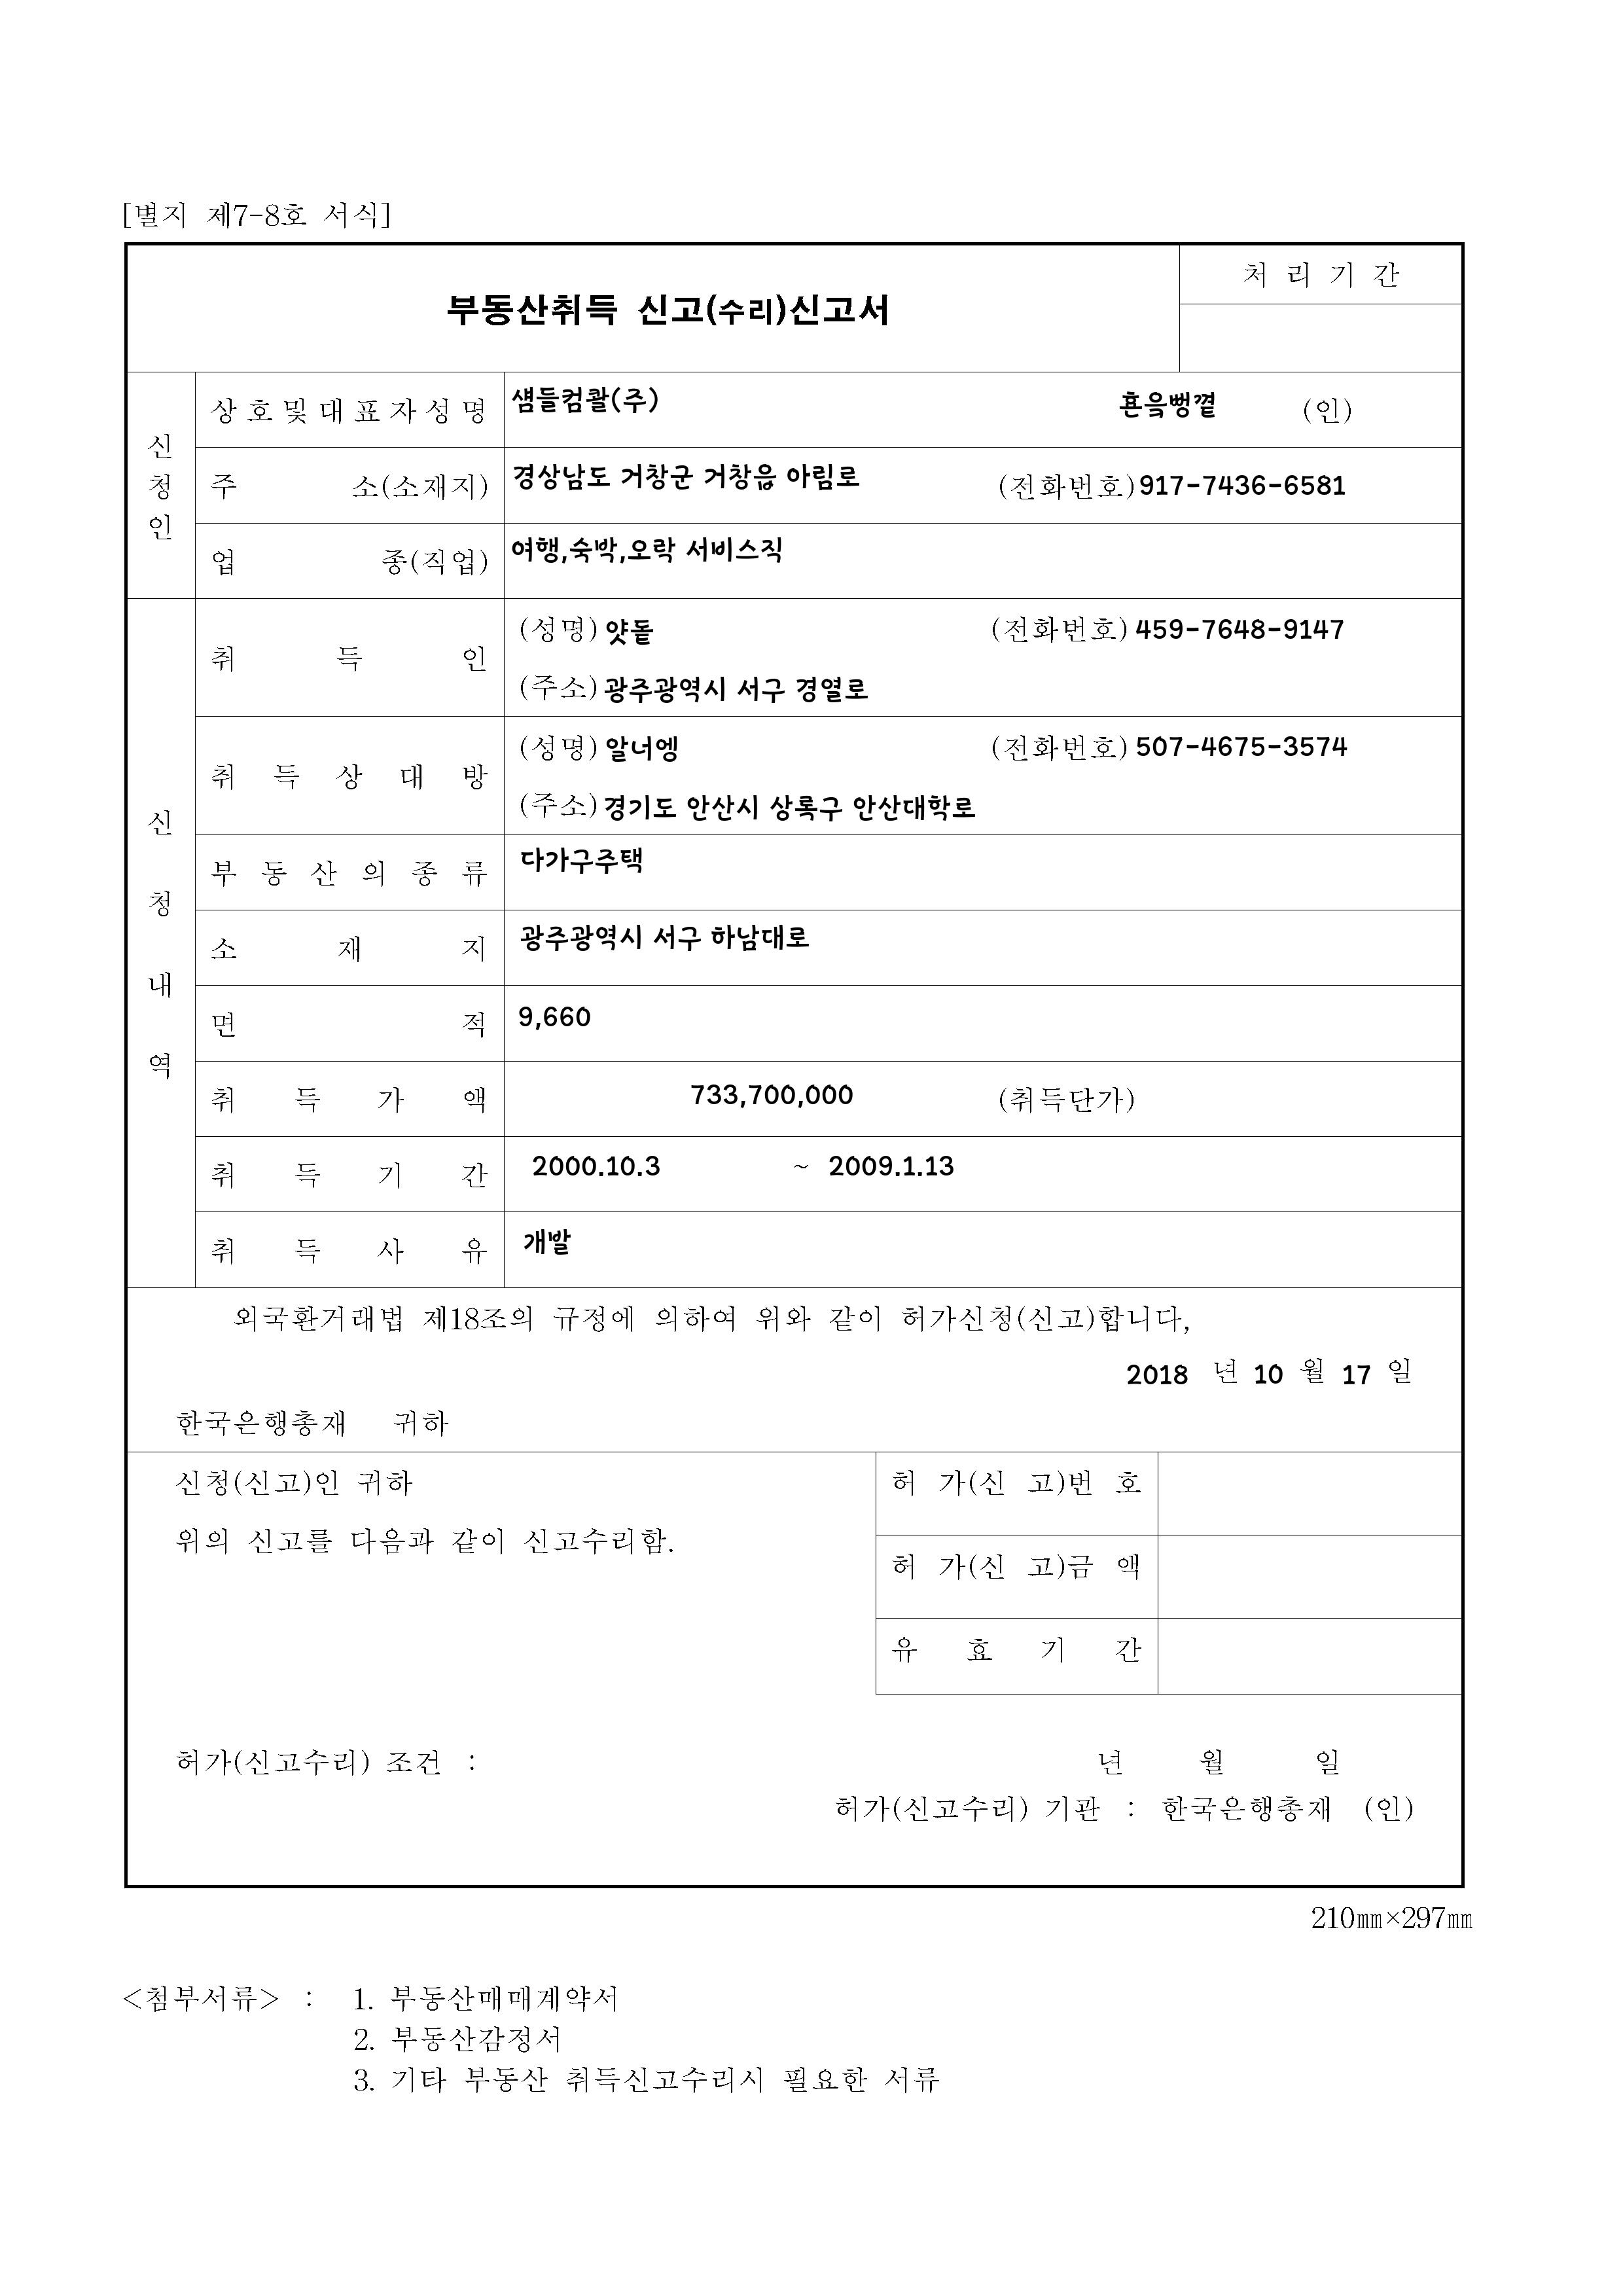 [별지 제7-8호 서식]
부동산취득 신고(수리)신고서
처 리 기 간
신청인
상호및대표자성명 샘들컴콸(주) (인)
주 소(소재지) 경상남도 거창군 거창읍 아림로 (전화번호) 917-7436-6581
업 종(직업) 여행,숙박,오락 서비스직
신청내역
취 득 인
(성명) 얏돝 (전화번호) 459-7648-9147
(주소) 광주광역시 서구 경열로
취 득 상 대 방
(성명) 알너엥 (전화번호) 507-4675-3574
(주소) 경기도 안산시 상록구 안산대학로
부 동 산 의 종 류 다가구주택
소 재 지 광주광역시 서구 하남대로
면 적 9,660
취 득 가 액 733,700,000 (취득단가)
취 득 기 간 2000.10.3 ~ 2009.1.13
취 득 사 유 개발
외국환거래법 제18조의 규정에 의하여 위와 같이 허가신청(신고)합니다,
2018 년 10 월 17 일
한국은행총재 귀하
신청(신고)인 귀하
위의 신고를 다음과 같이 신고수리함.
허 가(신 고)번 호
허 가(신 고)금 액
유 효 기 간
허가(신고수리) 조건 :
년 월 일
허가(신고수리) 기관 : 한국은행총재 (인)
210㎜×297㎜
<첨부서류> : 1. 부동산매매계약서
2. 부동산감정서
3. 기타 부동산 취득신고수리시 필요한 서류